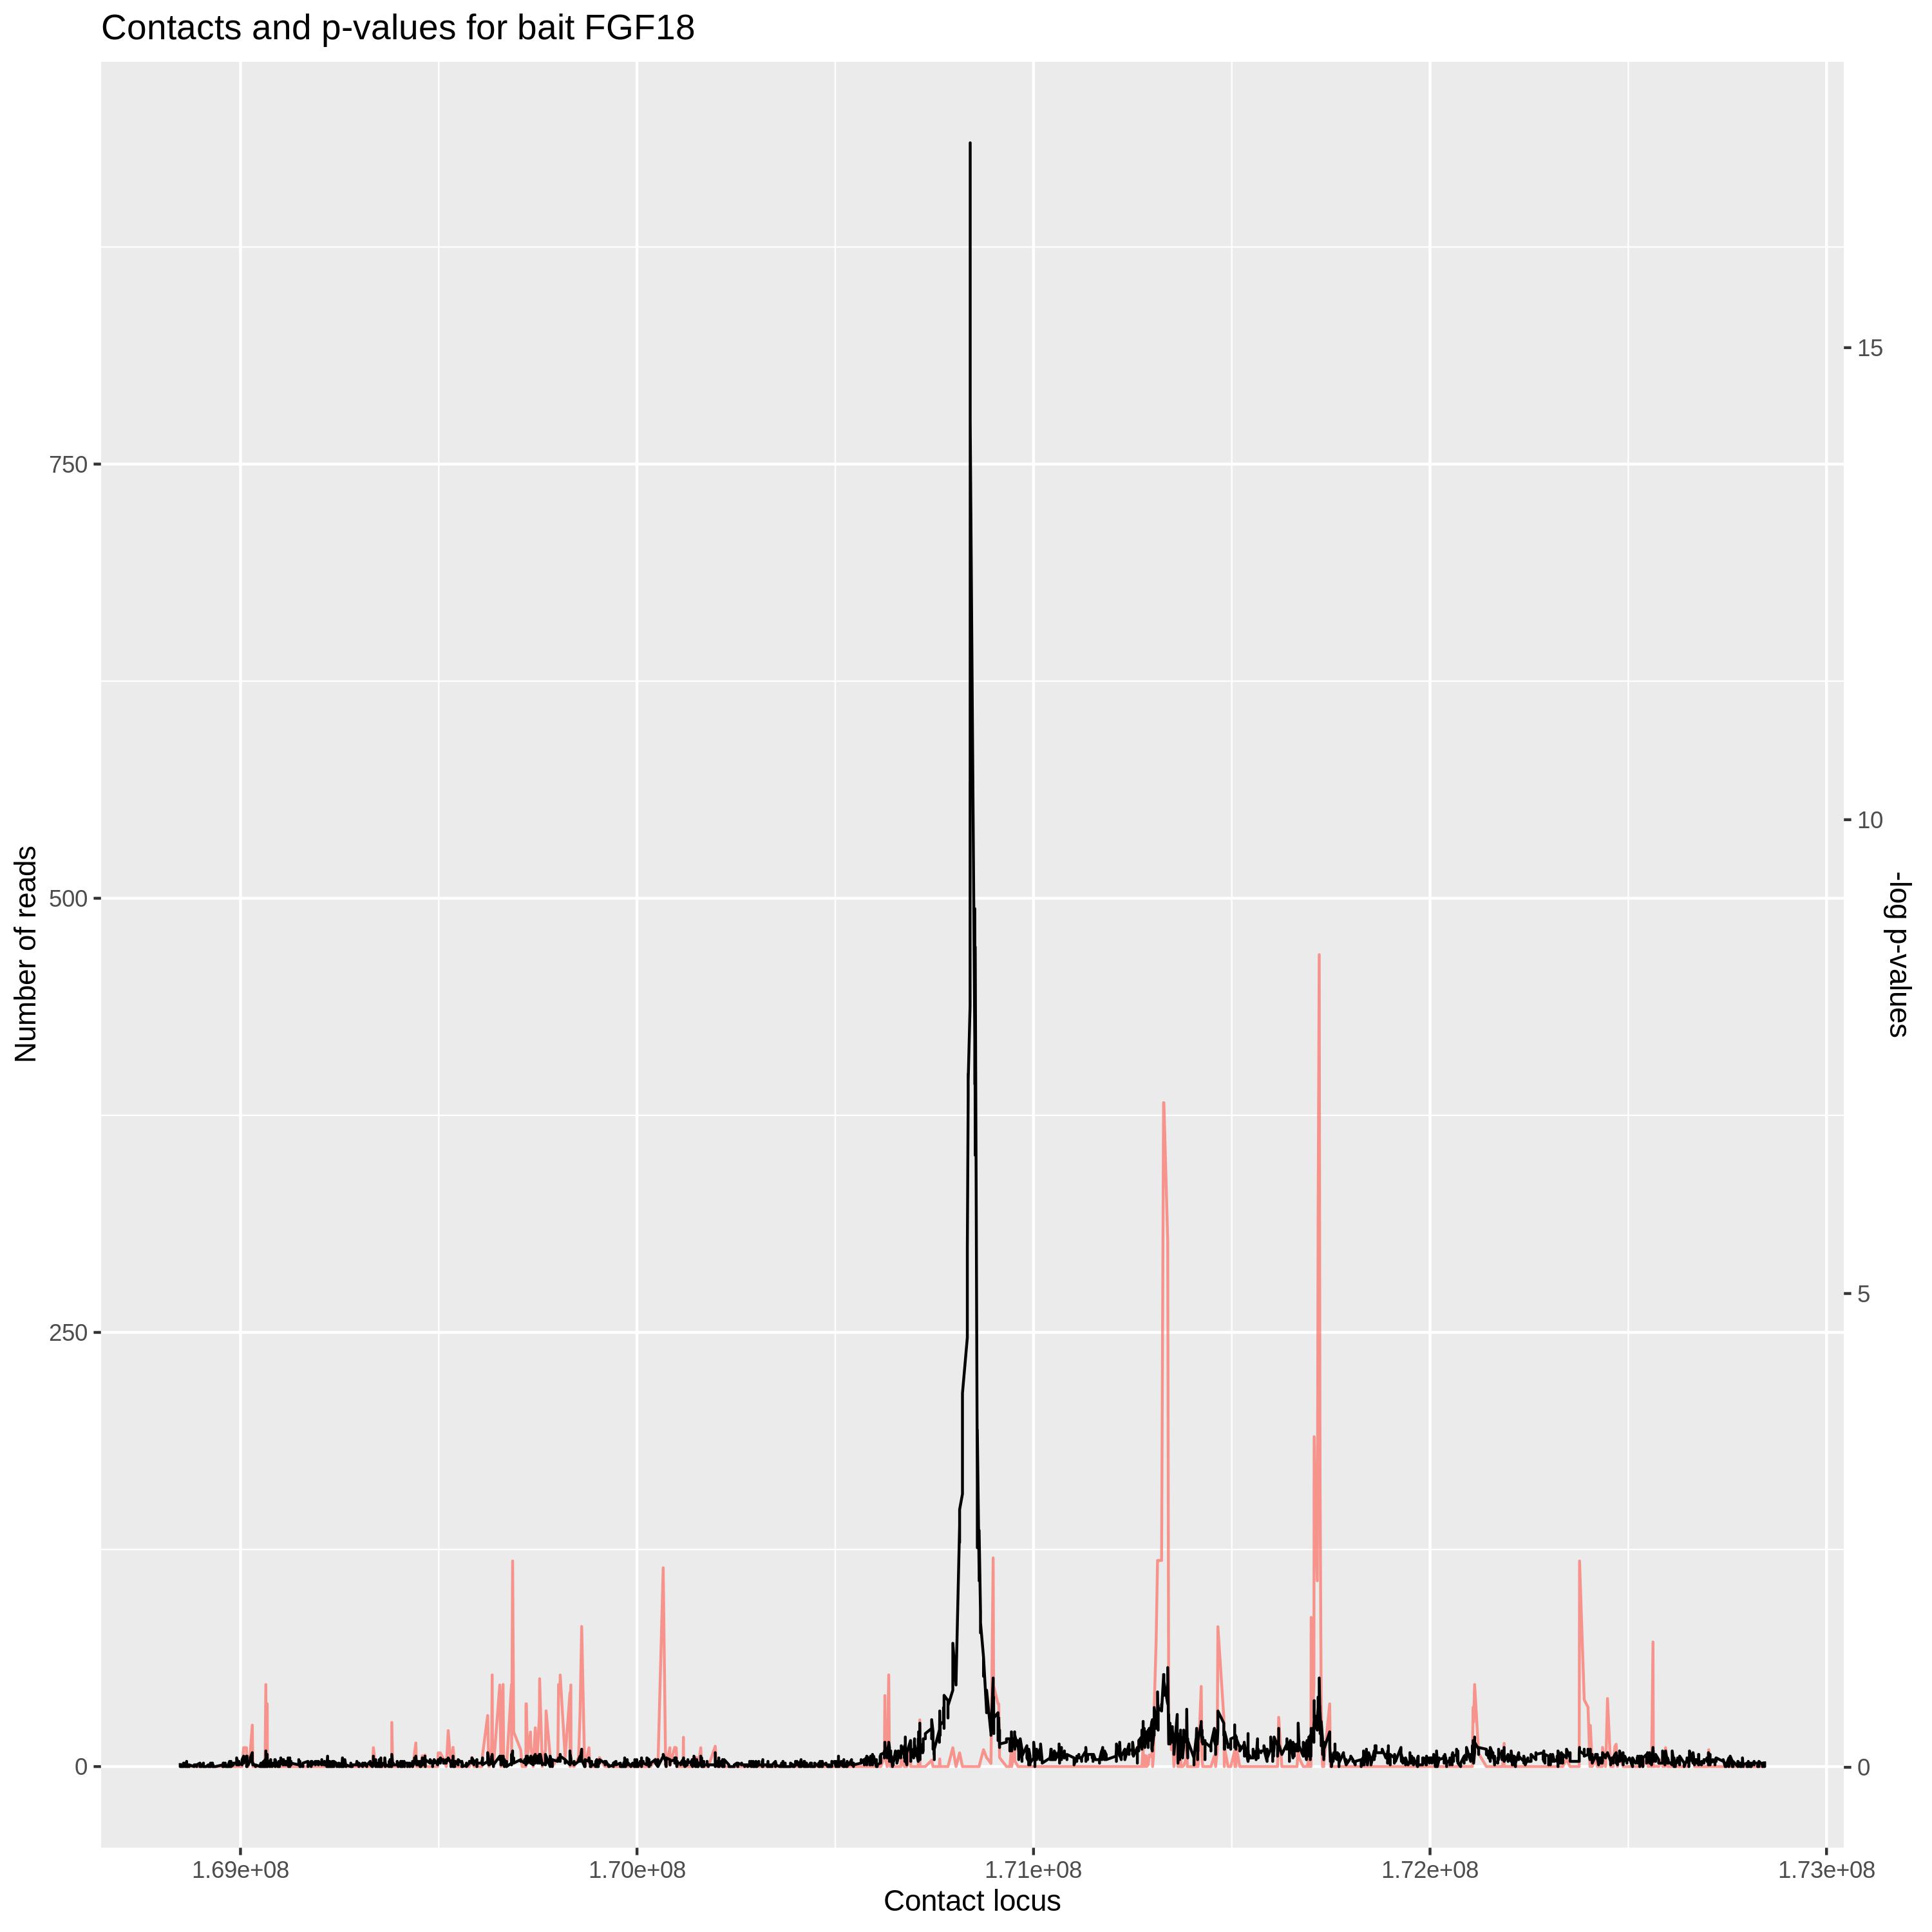 Contacts and p-values for bait FGF18
Number of reads
750
500
250
0
15
10
5
0
-log p-values
1.69e+08 1.70e+08 1.71e+08 1.72e+08 1.73e+08
Contact locus